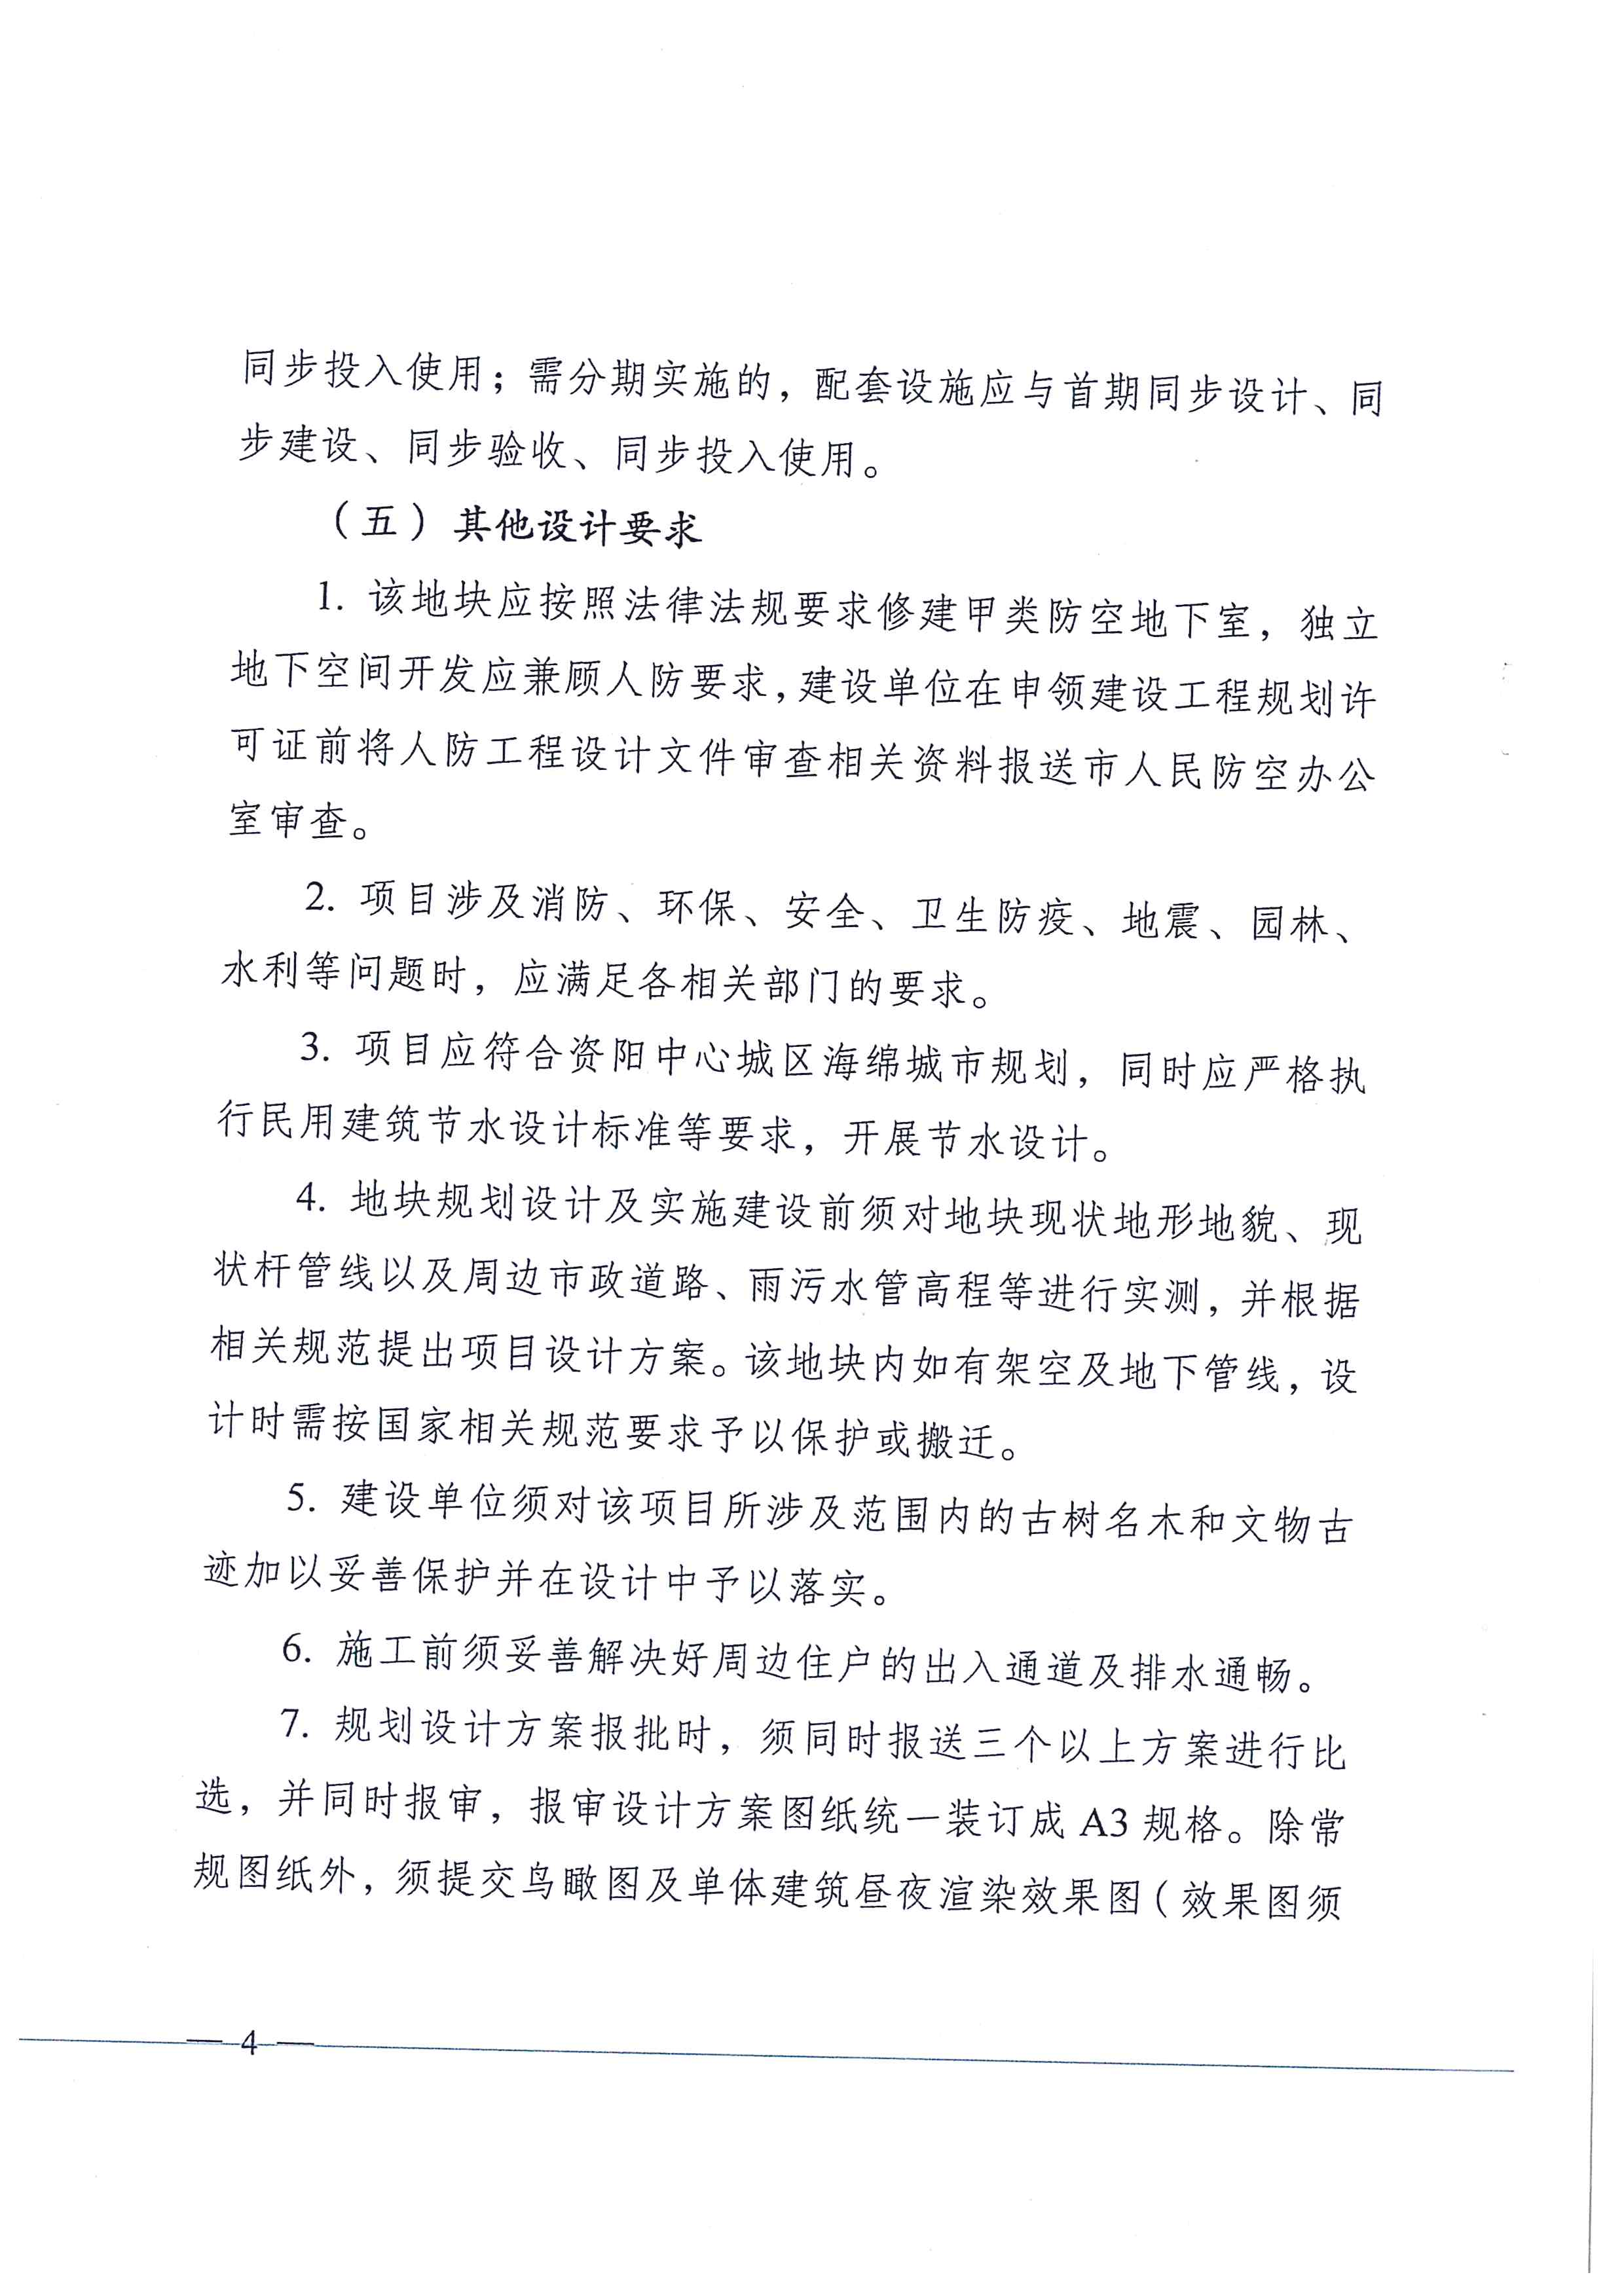 同步投入使用；需分期实施的，配套设施应与首期同步设计、同
步建设、同步验收、同步投入使用。
（五）其他设计要求
1. 该地块应按照法律法规要求修建甲类防空地下室，独立
地下空间开发应兼顾人防要求，建设单位在申领建设工程规划许
可证前将人防工程设计文件审查相关资料报送市人民防空办公
室审查。
2. 项目涉及消防、环保、安全、卫生防疫、地震、园林、
水利等问题时，应满足各相关部门的要求。
3. 项目应符合资阳中心城区海绵城市规划，同时应严格执
行民用建筑节水设计标准等要求，开展节水设计。
4. 地块规划设计及实施建设前须对地块现状地形地貌、现
状杆管线以及周边市政道路、雨污水管高程等进行实测，并根据
相关规范提出项目设计方案。该地块内如有架空及地下管线，设
计时需按国家相关规范要求予以保护或搬迁。
5. 建设单位须对该项目所涉及范围内的古树名木和文物古
迹加以妥善保护并在设计中予以落实。
6. 施工前须妥善解决好周边住户的出入通道及排水通畅。
7. 规划设计方案报批时，须同时报送三个以上方案进行比
选，并同时报审，报审设计方案图纸统一装订成 A3 规格。除常
规图纸外，须提交鸟瞰图及单体建筑昼夜渲染效果图（效果图须
— 4 —